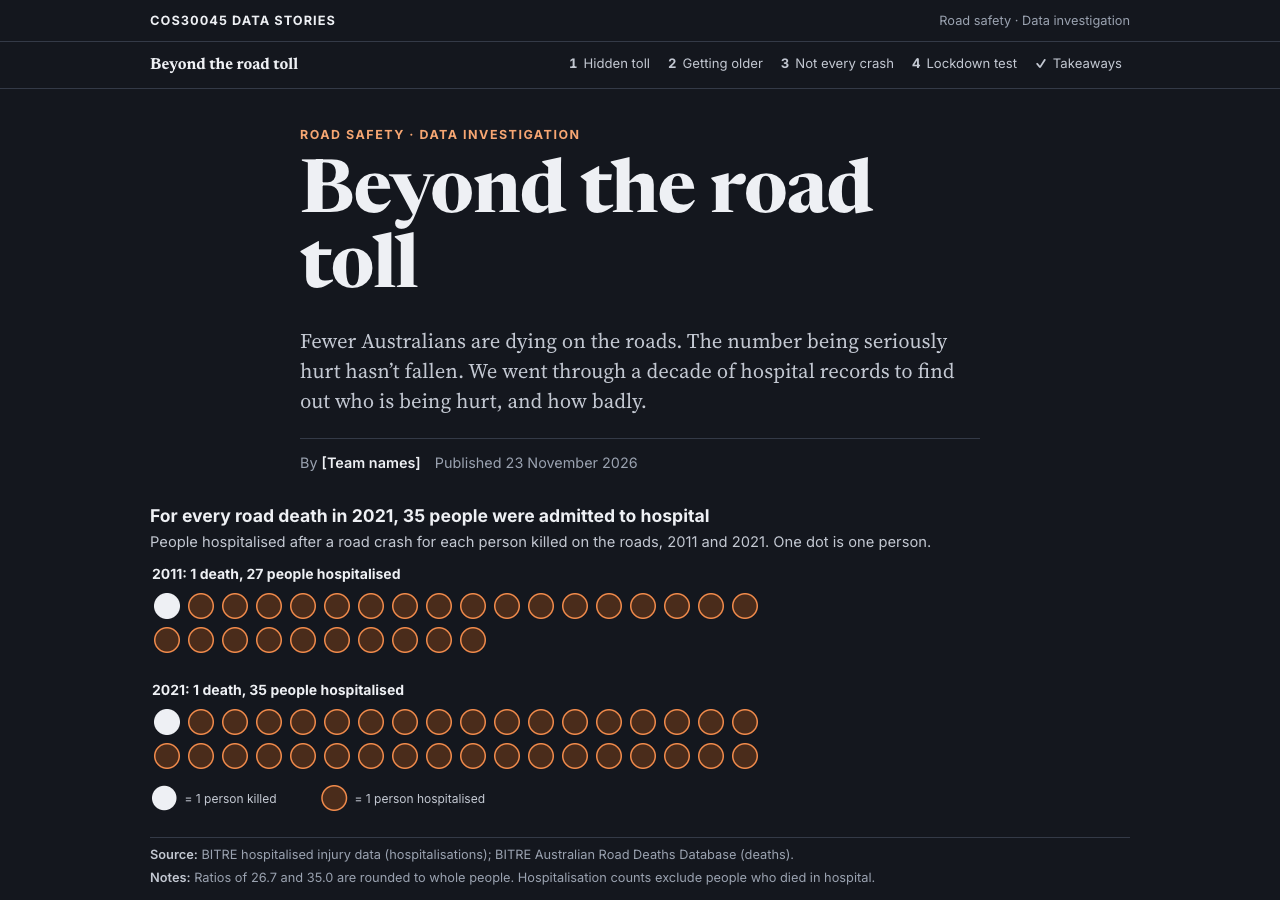 COS30045 DATA STORIES
Road safety · Data investigation
Beyond the road toll
1 Hidden toll 2 Getting older 3 Not every crash 4 Lockdown test ✓ Takeaways
ROAD SAFETY · DATA INVESTIGATION
Beyond the road
toll
Fewer Australians are dying on the roads. The number being seriously
hurt hasn’t fallen. We went through a decade of hospital records to find
out who is being hurt, and how badly.
By [Team names] Published 23 November 2026
For every road death in 2021, 35 people were admitted to hospital
People hospitalised after a road crash for each person killed on the roads, 2011 and 2021. One dot is one person.
2011: 1 death, 27 people hospitalised
2021: 1 death, 35 people hospitalised
= 1 person killed
= 1 person hospitalised
Source: BITRE hospitalised injury data (hospitalisations); BITRE Australian Road Deaths Database (deaths).
Notes: Ratios of 26.7 and 35.0 are rounded to whole people. Hospitalisation counts exclude people who died in hospital.